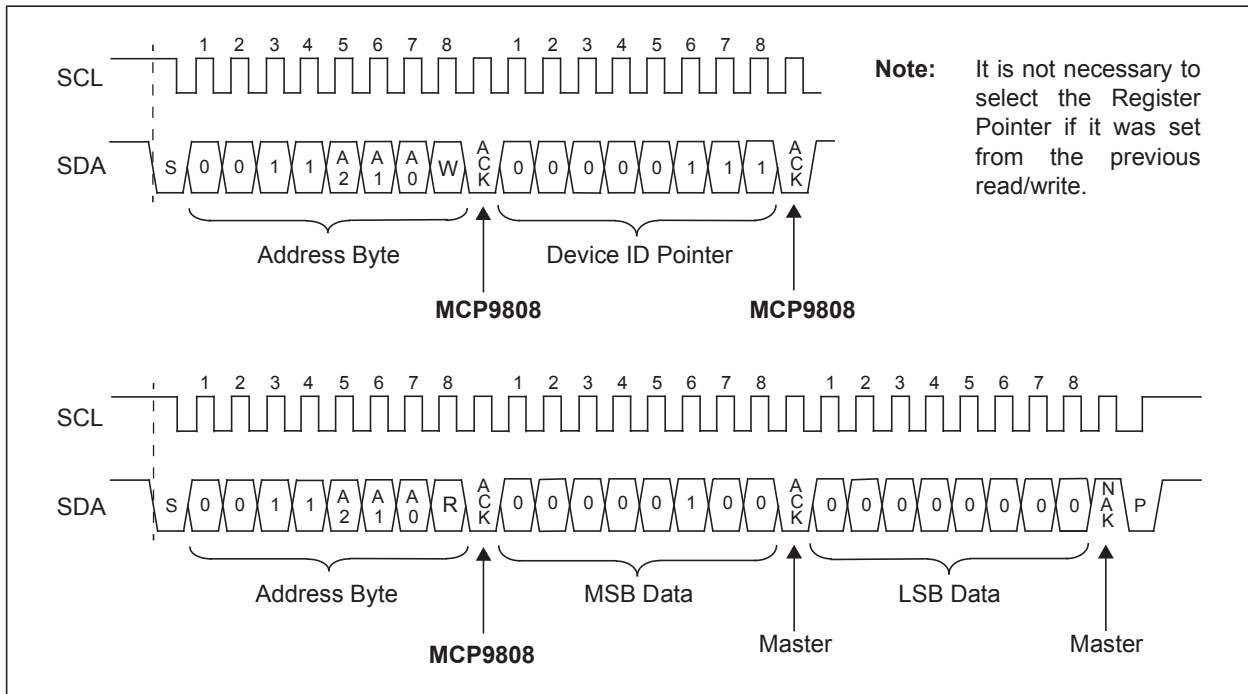 1 2 3 4 5 6 7 8 1 2 3 4 5 6 7 8
SCL
SDA
S 0 0 1 1 A2 A1 A0 W ACK 0 0 0 0 0 1 1 1 ACK
Address Byte
Device ID Pointer
MCP9808
MCP9808
Note: It is not necessary to
select the Register
Pointer if it was set
from the previous
read/write.
1 2 3 4 5 6 7 8 1 2 3 4 5 6 7 8 1 2 3 4 5 6 7 8
SCL
SDA
S 0 0 1 1 A2 A1 A0 R ACK 0 0 0 0 0 1 0 0 ACK 0 0 0 0 0 0 0 0 NAK P
Address Byte
MSB Data
LSB Data
MCP9808
Master
Master